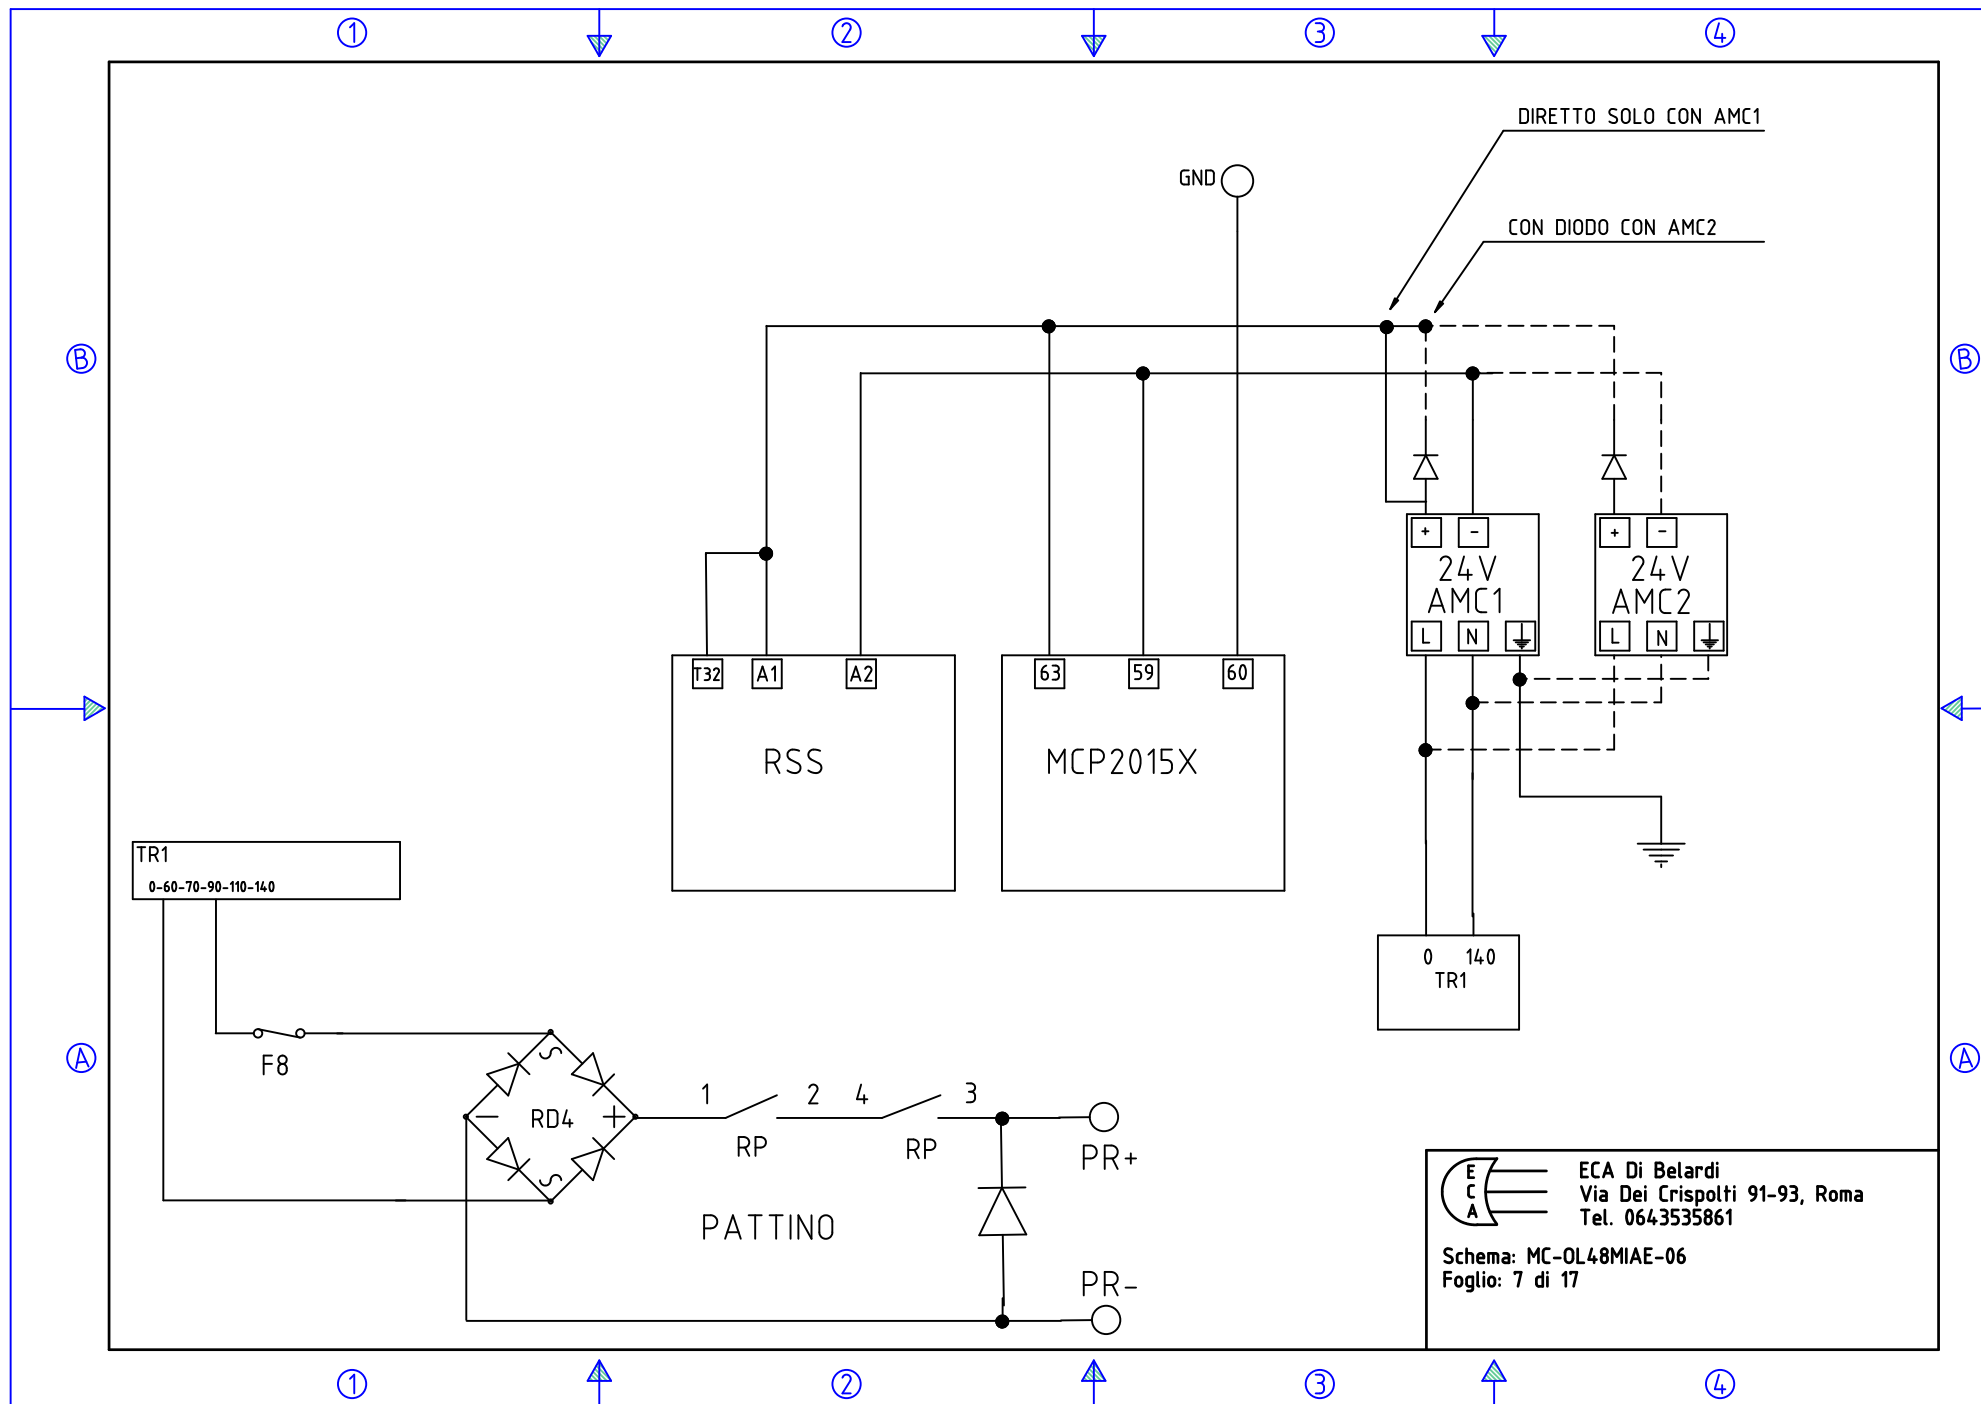 1 2 3 4
DIRETTO SOLO CON AMC1
GND
CON DIODO CON AMC2
B B
+ - + -
24V 24V
AMC1 AMC2
L N L N
T32 A1 A2 63 59 60
RSS MCP2015X
TR1
0-60-70-90-110-140
0 140
TR1
A A
F8
1 2 4 3
RD4
- +
RP RP
PR+
PATTINO
PR-
E
C
A
ECA Di Belardi
Via Dei Crispolti 91-93, Roma
Tel. 0643535861
Schema: MC-OL48MIAE-06
Foglio: 7 di 17
1 2 3 4